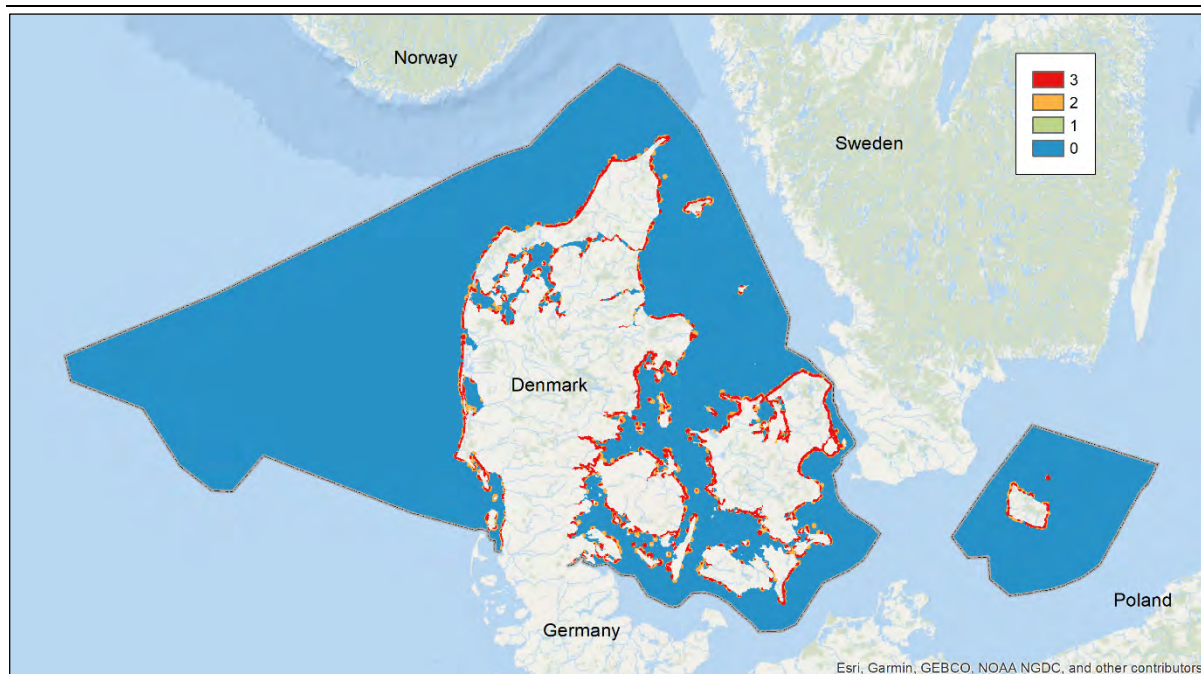 Norway
3
2
1
0
Sweden
Denmark
Poland
Germany
Esri, Garmin, GEBCO, NOAA NGDC, and other contributors